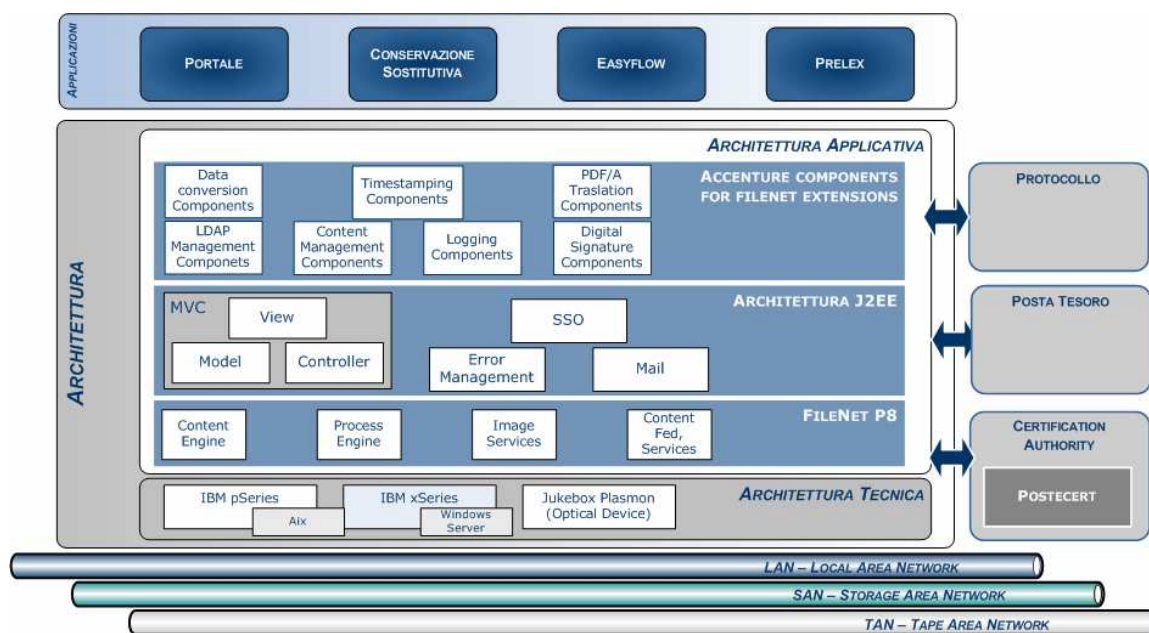 APPLICAZIONI
PORTALE
CONSERVAZIONE
SOSTITUTIVA
EASYFLOW
PRELEX
ARCHITETTURA
ARCHITETTURA APPLICATIVA
ACCENTURE COMPONENTS
FOR FILENET EXTENSIONS
Data
conversion
Components
Timestamping
Components
PDF/A
Traslation
Components
LDAP
Management
Componets
Content
Management
Components
Logging
Components
Digital
Signature
Components
ARCHITETTURA J2EE
MVC
View
Model
Controller
SSO
Error
Management
Mail
FILENET P8
Content
Engine
Process
Engine
Image
Services
Content
Fed,
Services
ARCHITETTURA TECNICA
IBM pSeries
Aix
IBM xSeries
Windows
Server
Jukebox Plasmon
(Optical Device)
PROTOCOLLO
POSTA TESORO
CERTIFICATION
AUTHORITY
POSTECERT
LAN – LOCAL AREA NETWORK
SAN – STORAGE AREA NETWORK
TAN – TAPE AREA NETWORK